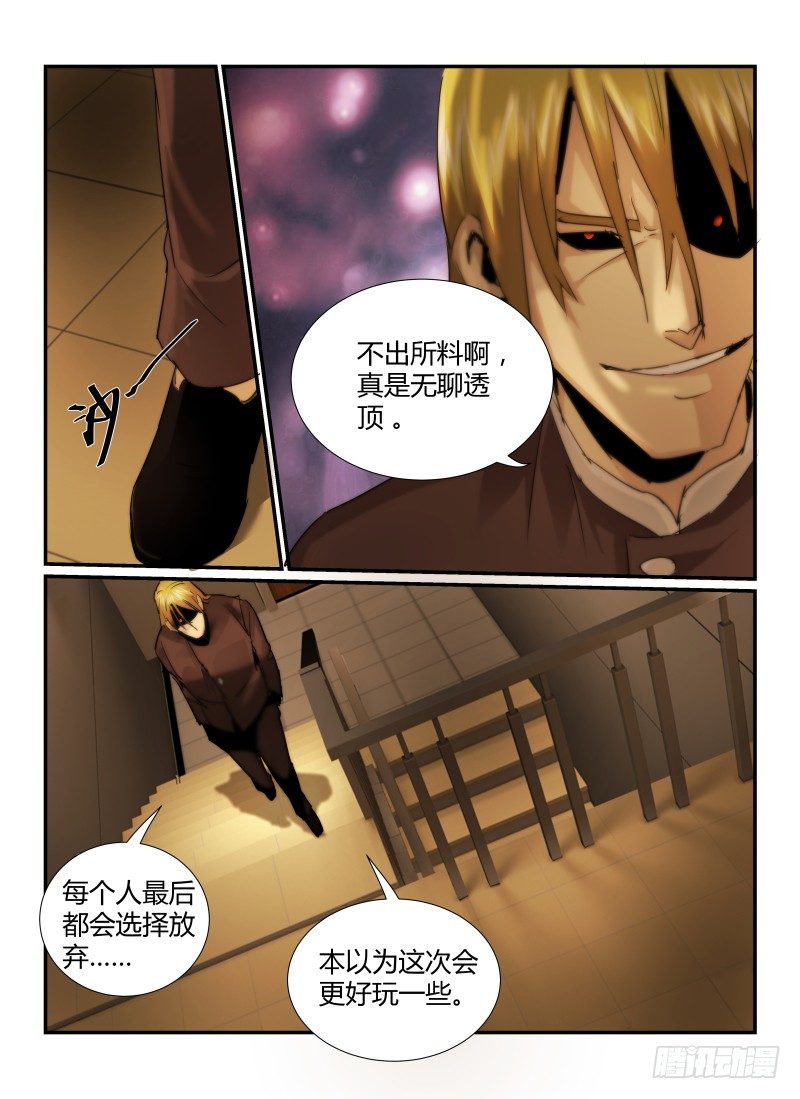 沙
不出所料啊，
真是无聊透
顶。
每个人最后
都会选择放
弃……
本以为这次会
更好玩一些。
腾讯动漫